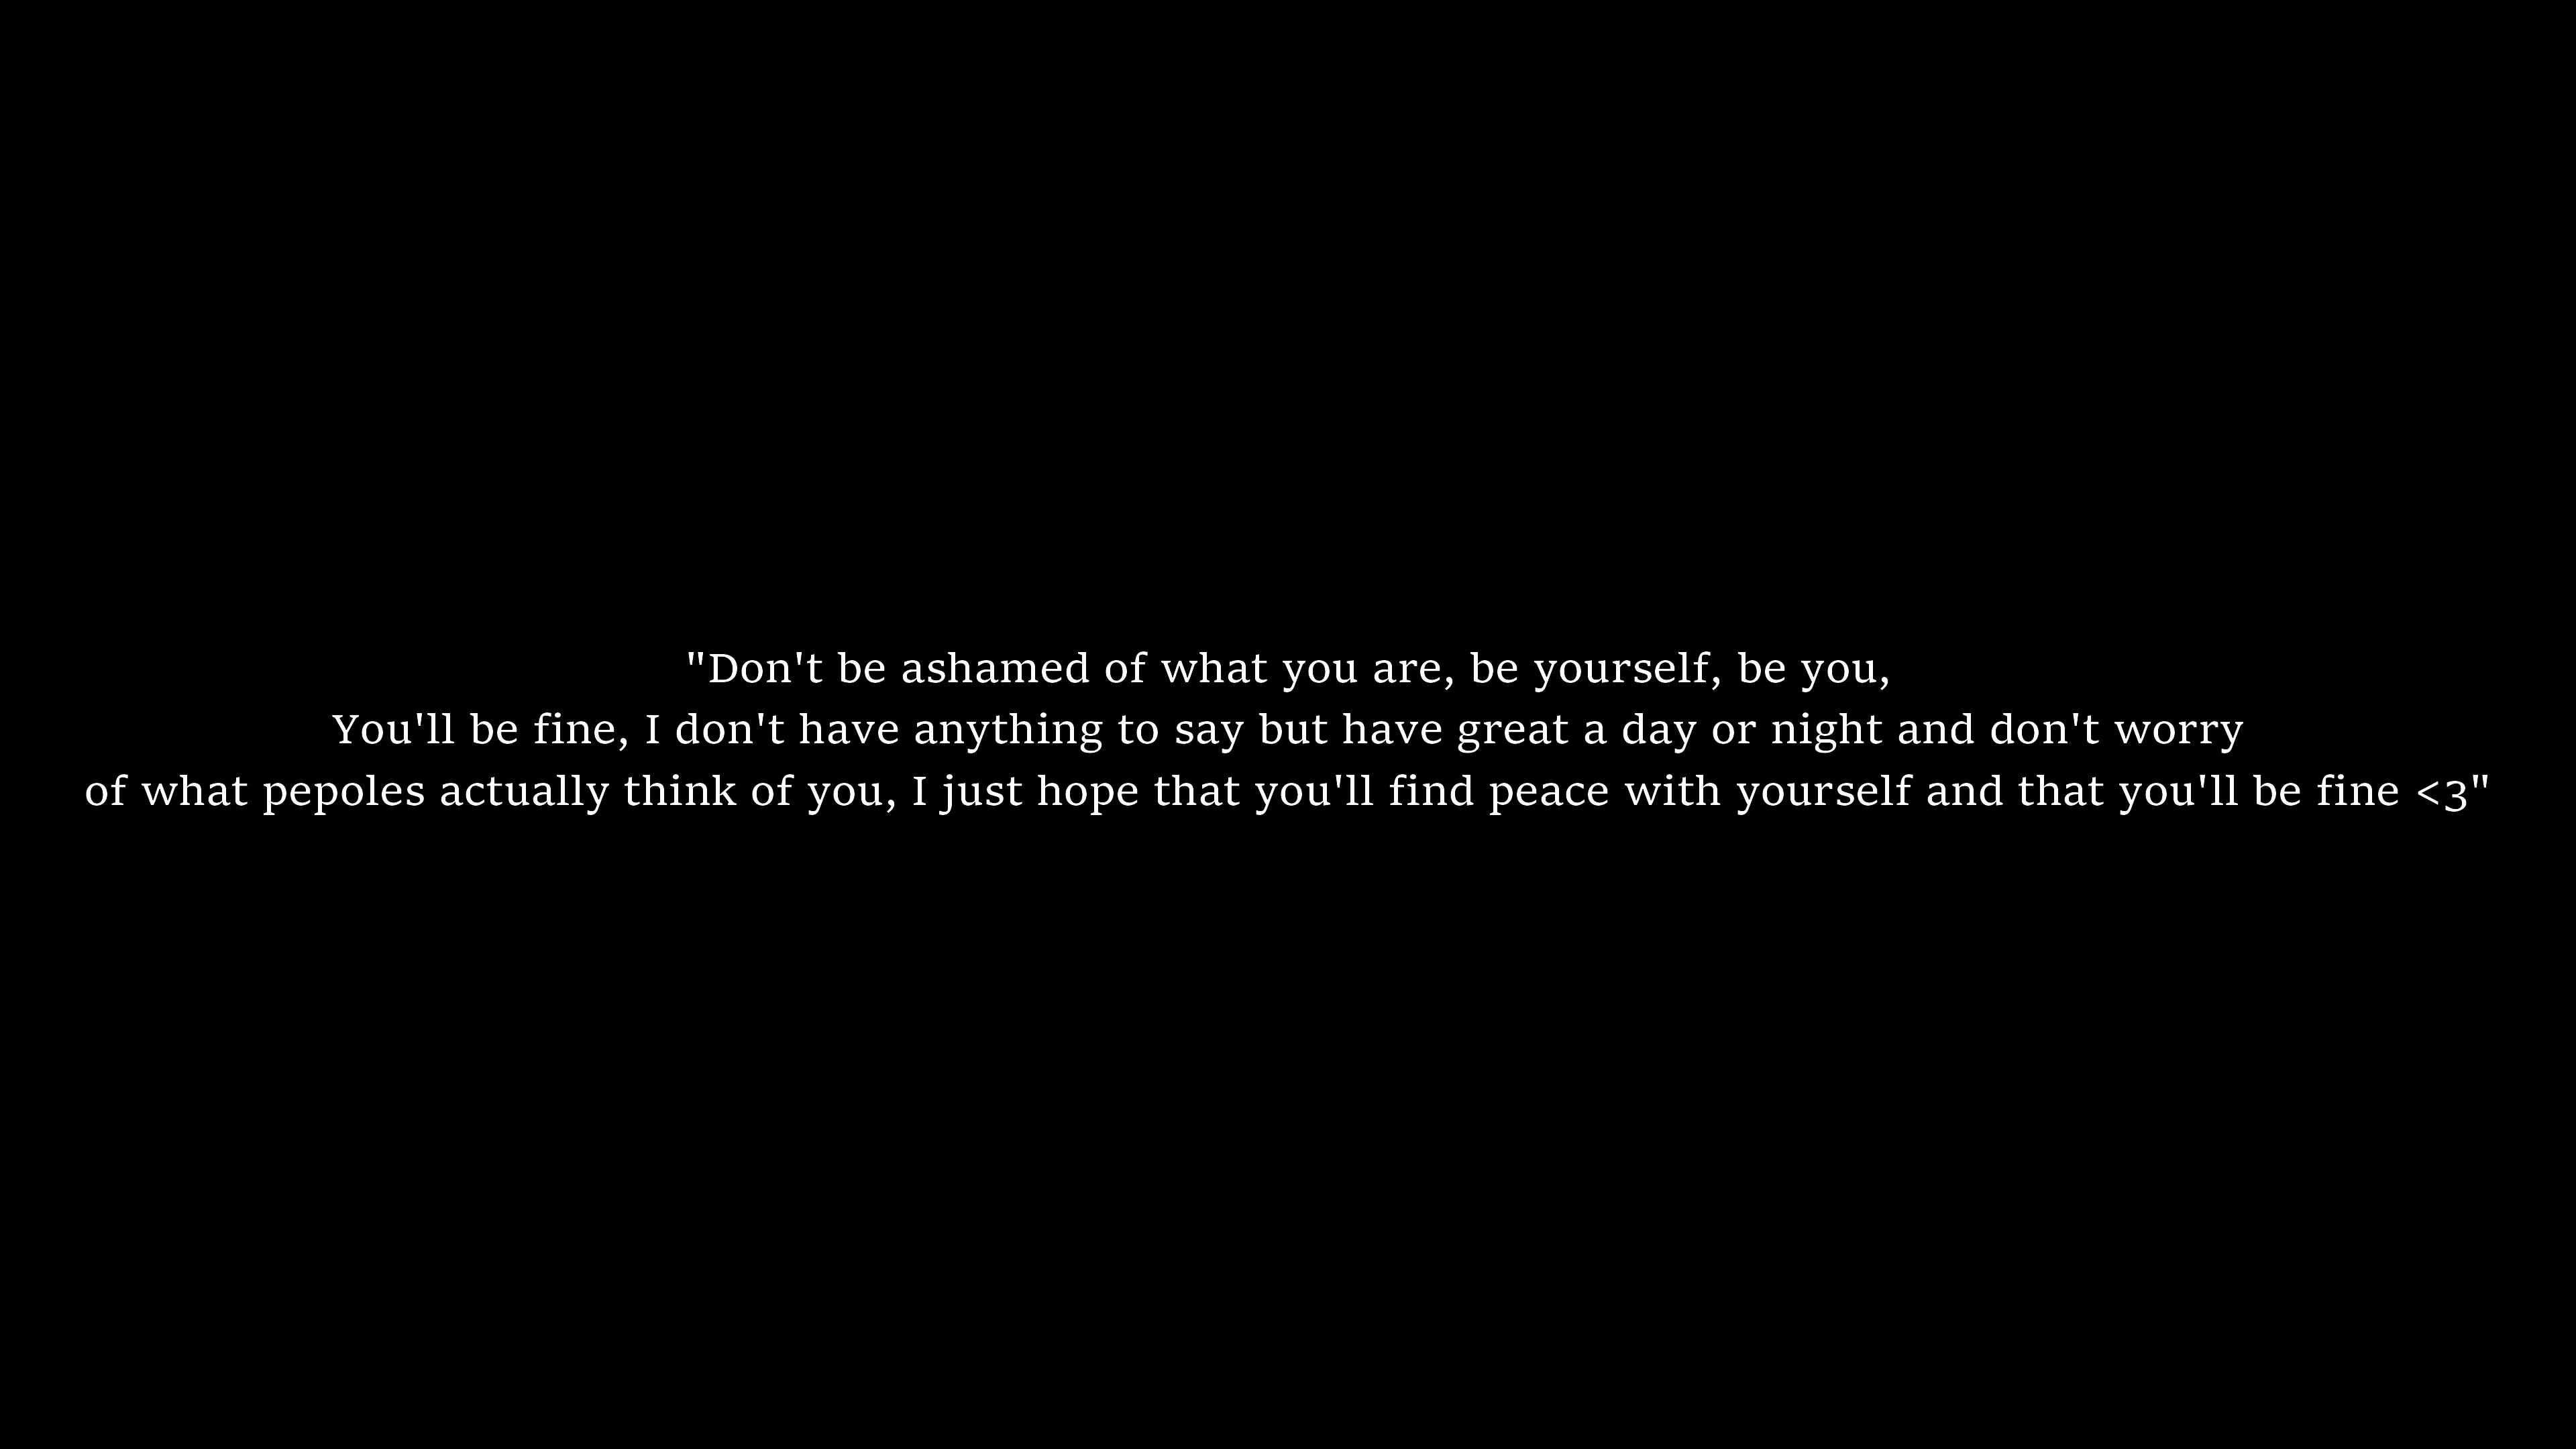 "Don't be ashamed of what you are, be yourself, be you,
You'll be fine, I don't have anything to say but have great a day or night and don't worry
of what pepoles actually think of you, I just hope that you'll find peace with yourself and that you'll be fine <3"